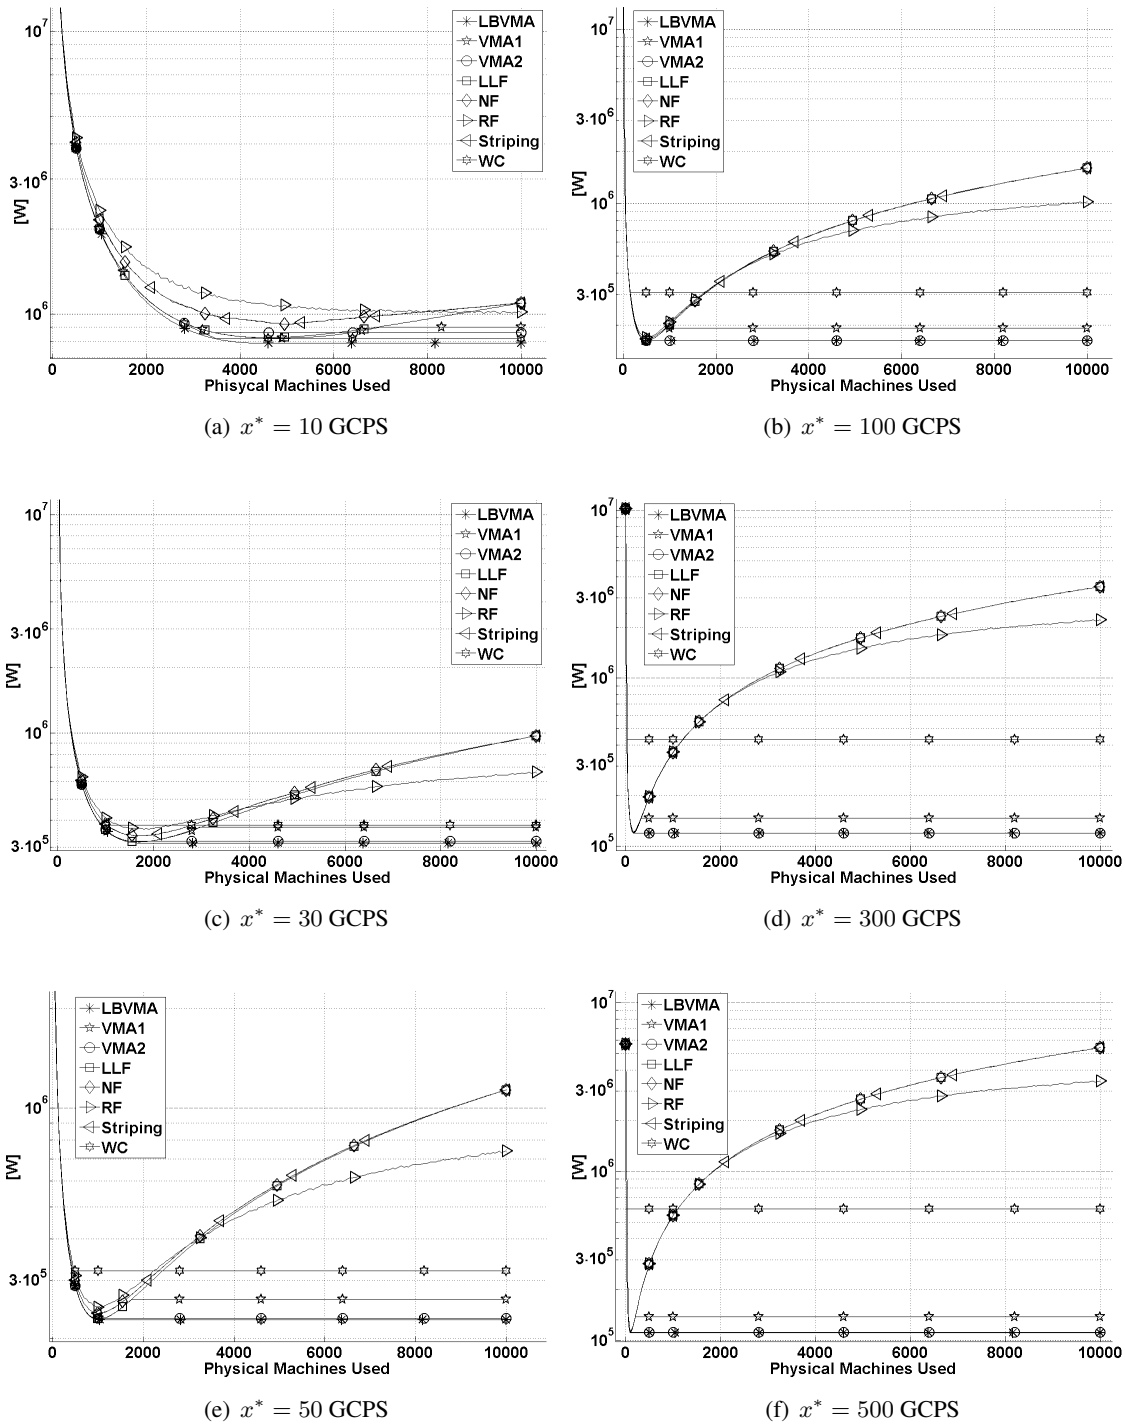 10^7
3·10^6
10^6
[W]
LBVMA
VMA1
VMA2
LLF
NF
RF
Striping
WC
0 2000 4000 6000 8000 10000
Phisycal Machines Used
(a) x* = 10 GCPS
10^7
3·10^6
10^6
3·10^5
[W]
LBVMA
VMA1
VMA2
LLF
NF
RF
Striping
WC
0 2000 4000 6000 8000 10000
Physical Machines Used
(b) x* = 100 GCPS
10^7
3·10^6
10^6
3·10^5
[W]
LBVMA
VMA1
VMA2
LLF
NF
RF
Striping
WC
0 2000 4000 6000 8000 10000
Physical Machines Used
(c) x* = 30 GCPS
10^7
3·10^6
10^6
3·10^5
10^5
[W]
LBVMA
VMA1
VMA2
LLF
NF
RF
Striping
WC
0 2000 4000 6000 8000 10000
Physical Machines Used
(d) x* = 300 GCPS
10^6
3·10^5
[W]
LBVMA
VMA1
VMA2
LLF
NF
RF
Striping
WC
0 2000 4000 6000 8000 10000
Physical Machines Used
(e) x* = 50 GCPS
10^7
3·10^6
10^6
3·10^5
10^5
[W]
LBVMA
VMA1
VMA2
LLF
NF
RF
Striping
WC
0 2000 4000 6000 8000 10000
Physical Machines Used
(f) x* = 500 GCPS